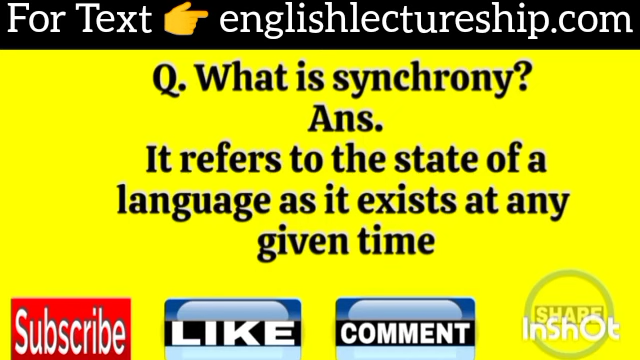 For Text 👉 englishlectureship.com
Q. What is synchrony?
Ans.
It refers to the state of a
language as it exists at any
given time
Subscribe
LIKE
COMMENT
SHARE
InShOt